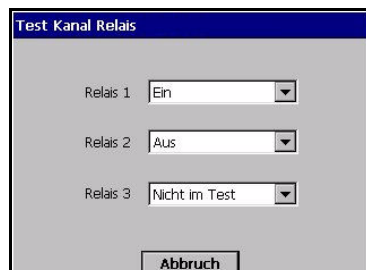 Test Kanal Relais
Relais 1 Ein
Relais 2 Aus
Relais 3 Nicht im Test
Abbruch